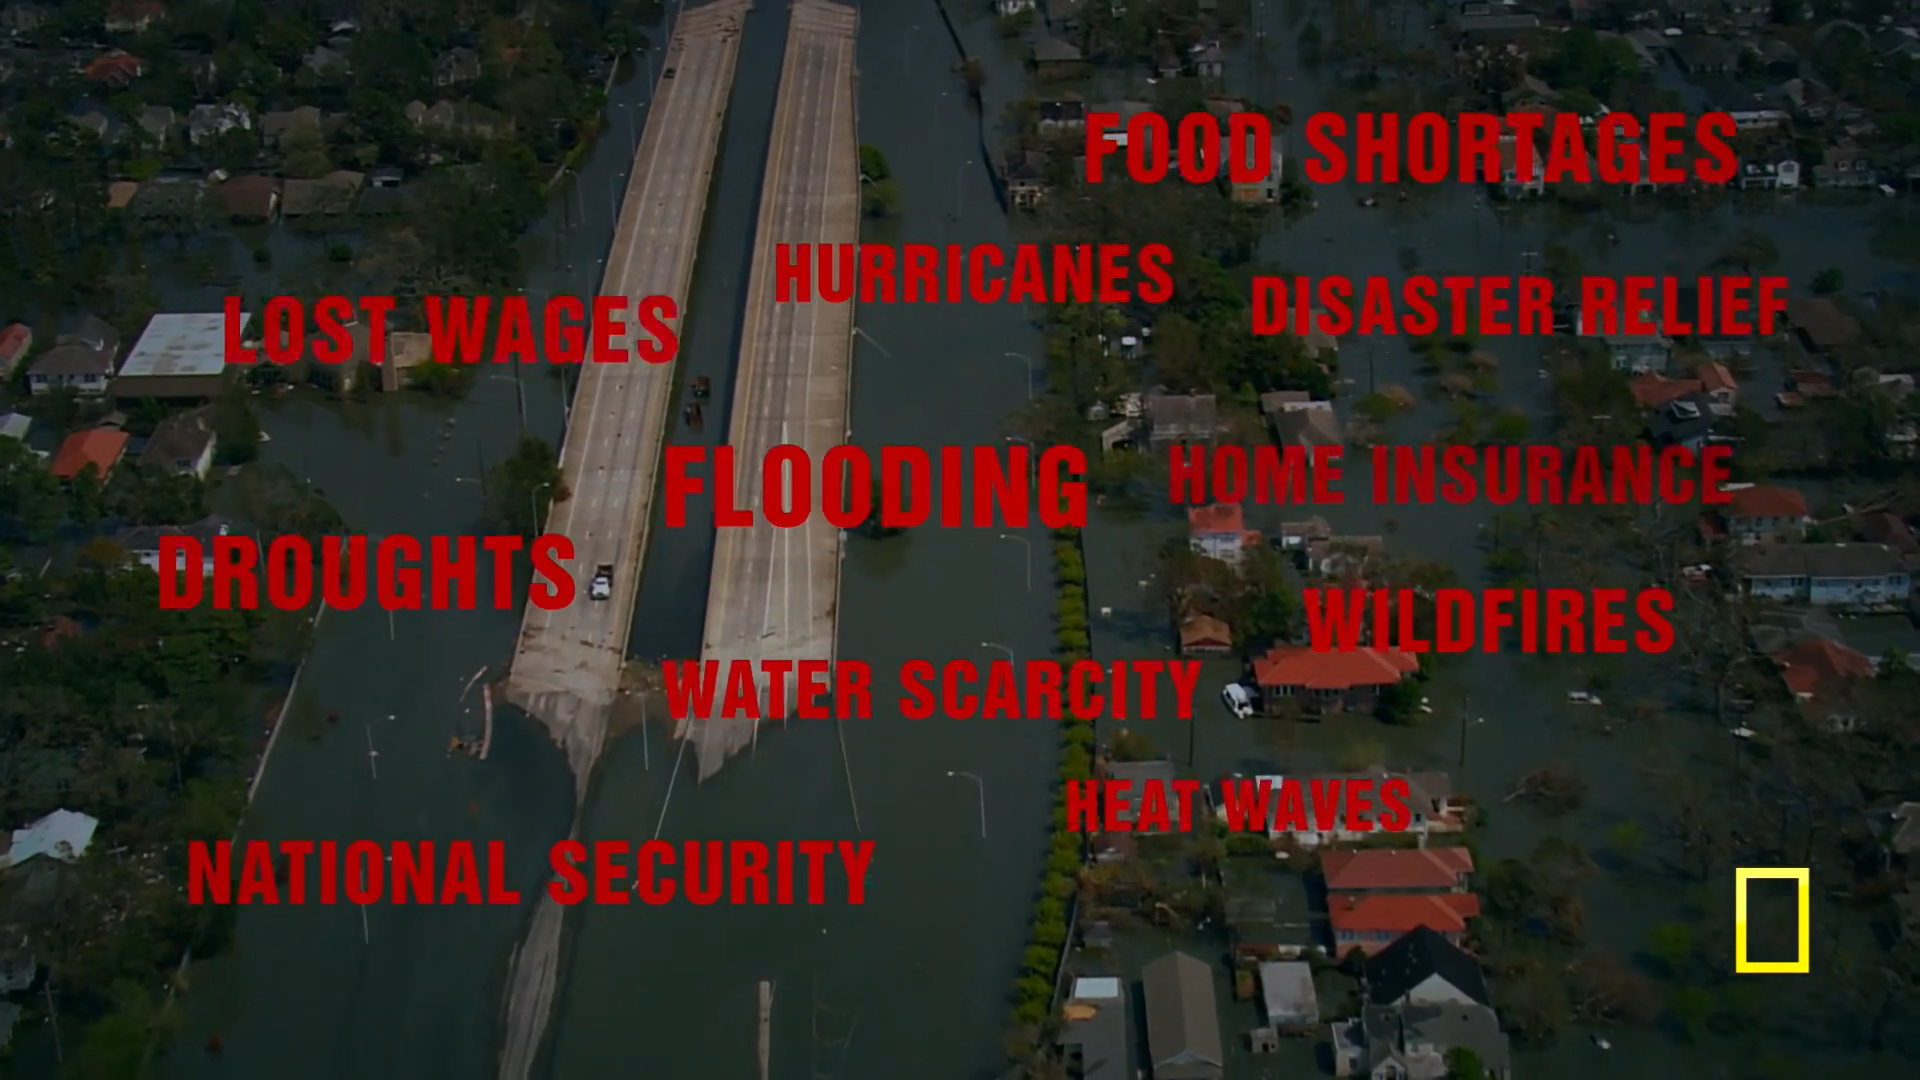 FOOD SHORTAGES
HURRICANES
DISASTER RELIEF
LOST WAGES
FLOODING
HOME INSURANCE
DROUGHTS
WILDFIRES
WATER SCARCITY
HEAT WAVES
NATIONAL SECURITY